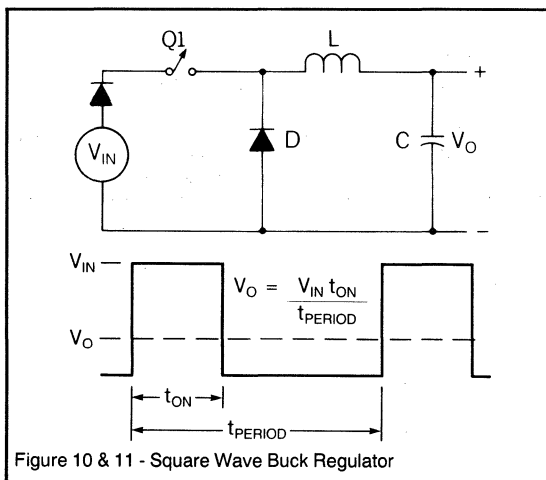 Q1
L
+
V_IN
D
C
V_O
–
V_IN
V_O = V_IN t_ON / t_PERIOD
V_O
t_ON
t_PERIOD
Figure 10 & 11 - Square Wave Buck Regulator